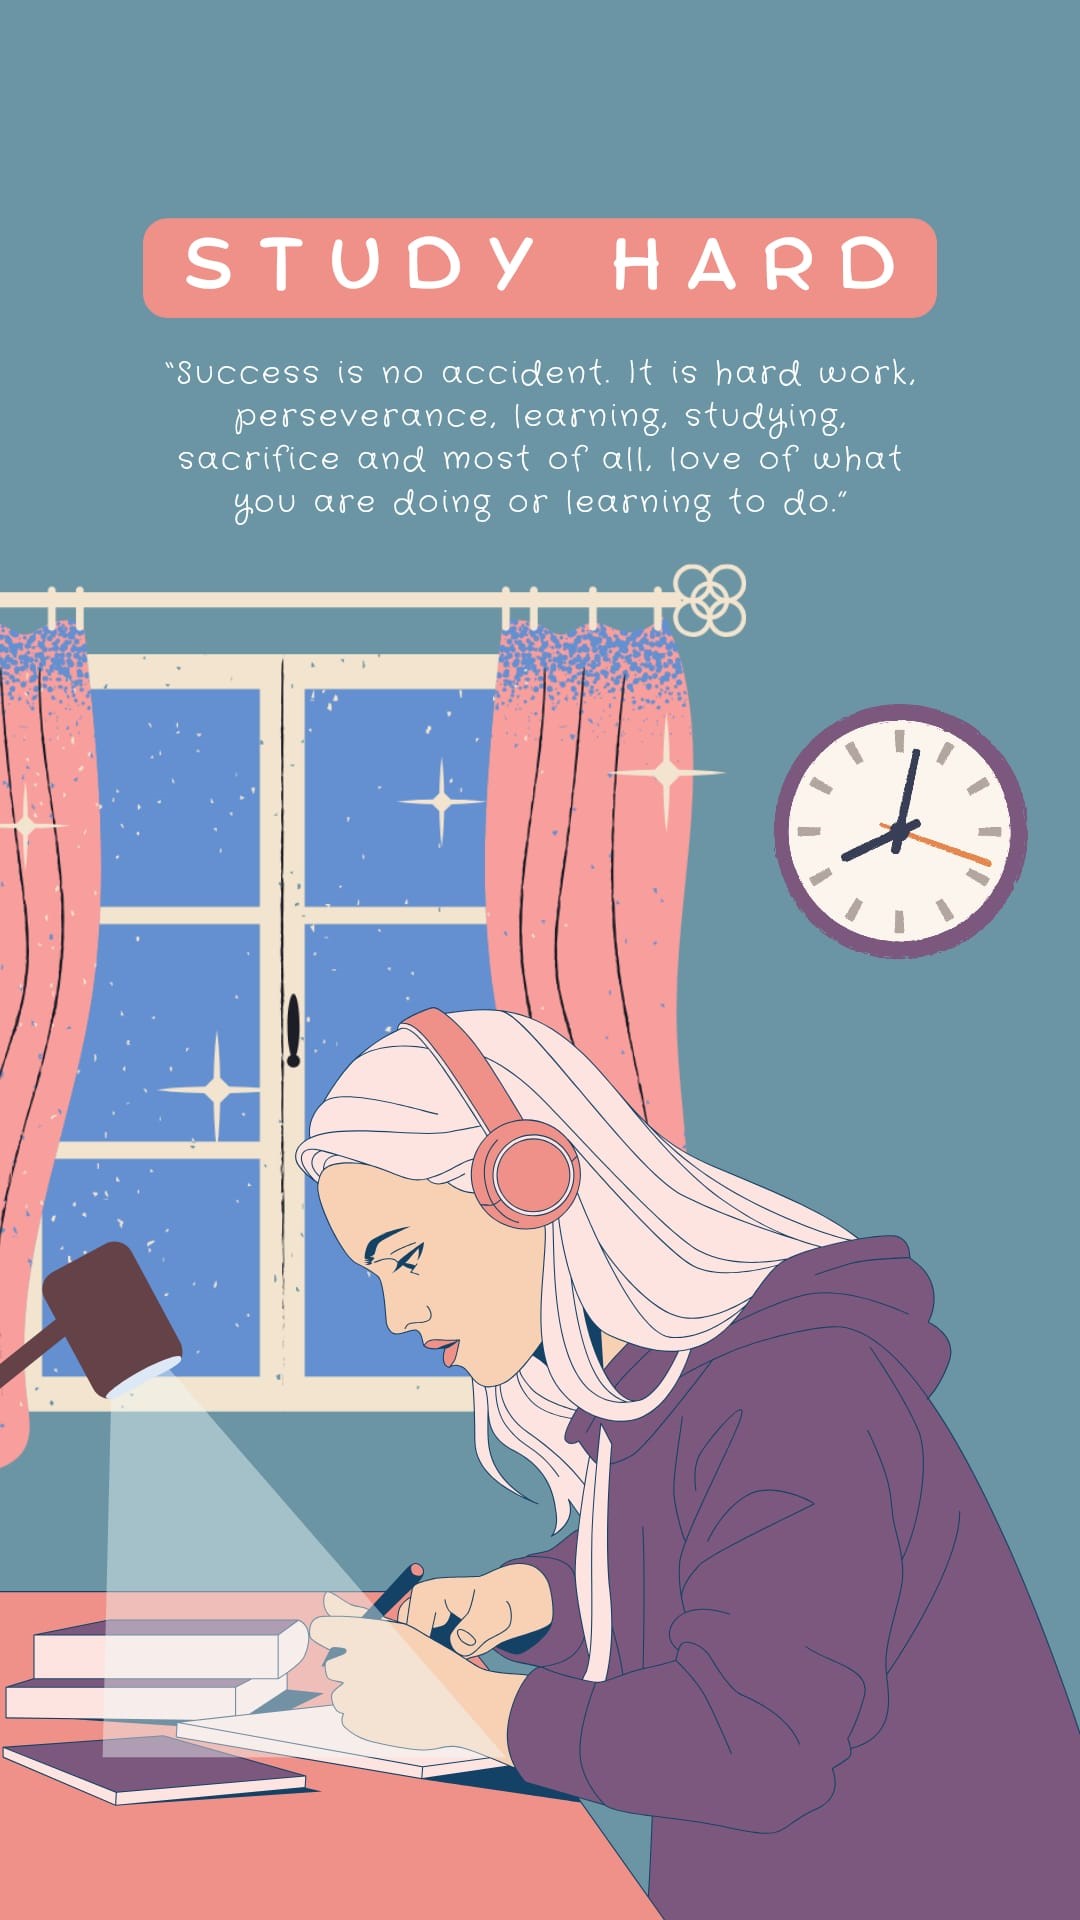 STUDY HARD
“Success is no accident. It is hard work,
perseverance, learning, studying,
sacrifice and most of all, love of what
you are doing or learning to do.”